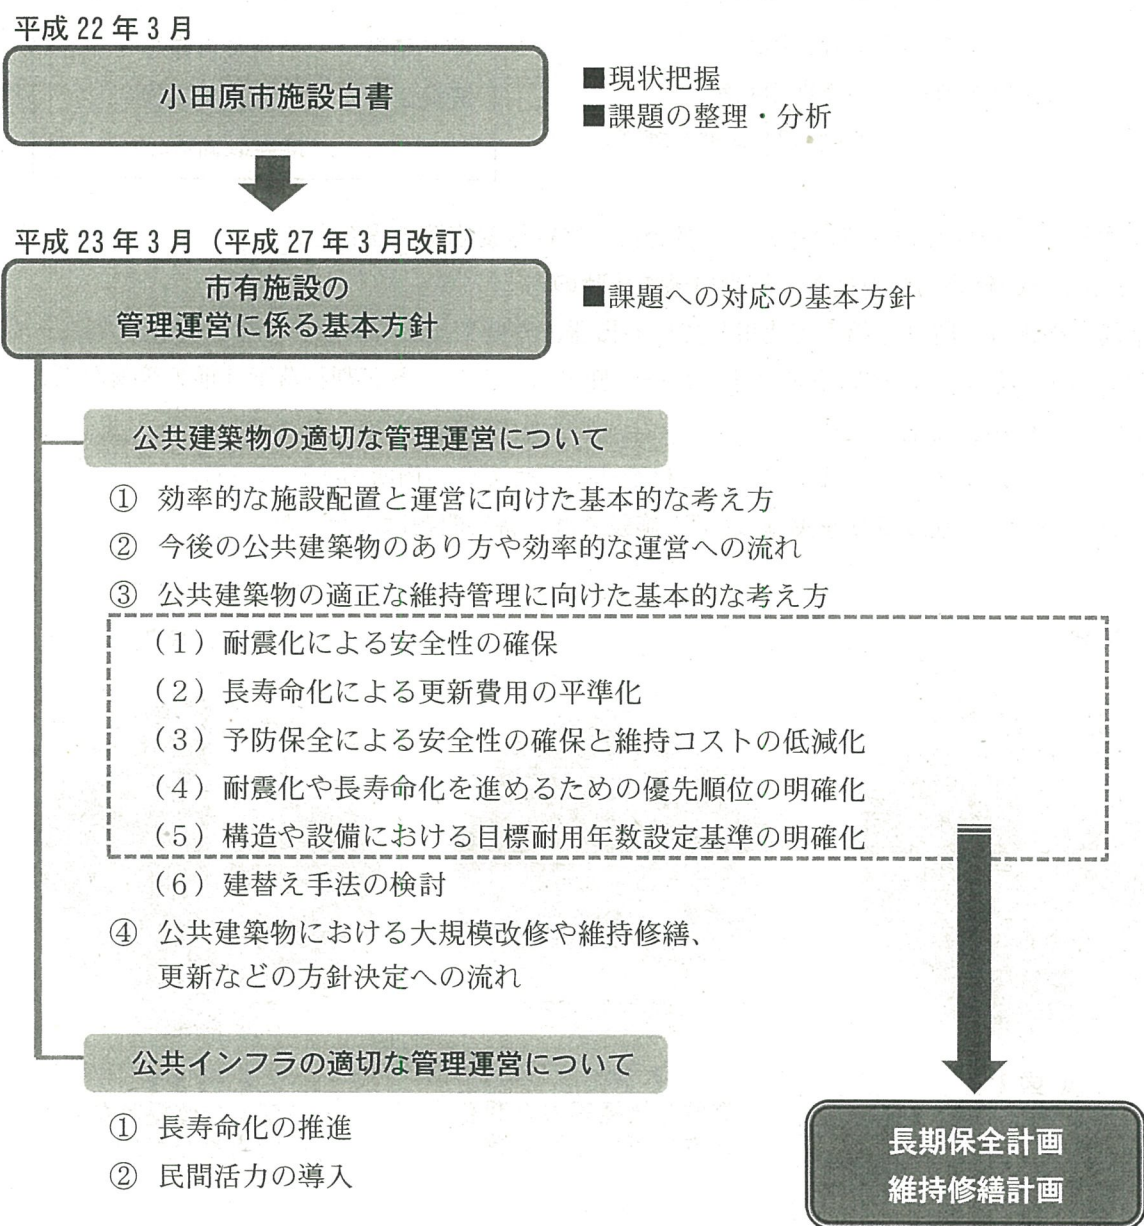 平成 22 年 3 月
小田原市施設白書
■現状把握
■課題の整理・分析
平成 23 年 3 月（平成 27 年 3 月改訂）
市有施設の
管理運営に係る基本方針
■課題への対応の基本方針
公共建築物の適切な管理運営について
① 効率的な施設配置と運営に向けた基本的な考え方
② 今後の公共建築物のあり方や効率的な運営への流れ
③ 公共建築物の適正な維持管理に向けた基本的な考え方
（１）耐震化による安全性の確保
（２）長寿命化による更新費用の平準化
（３）予防保全による安全性の確保と維持コストの低減化
（４）耐震化や長寿命化を進めるための優先順位の明確化
（５）構造や設備における目標耐用年数設定基準の明確化
（６）建替え手法の検討
④ 公共建築物における大規模改修や維持修繕、
更新などの方針決定への流れ
公共インフラの適切な管理運営について
① 長寿命化の推進
② 民間活力の導入
長期保全計画
維持修繕計画